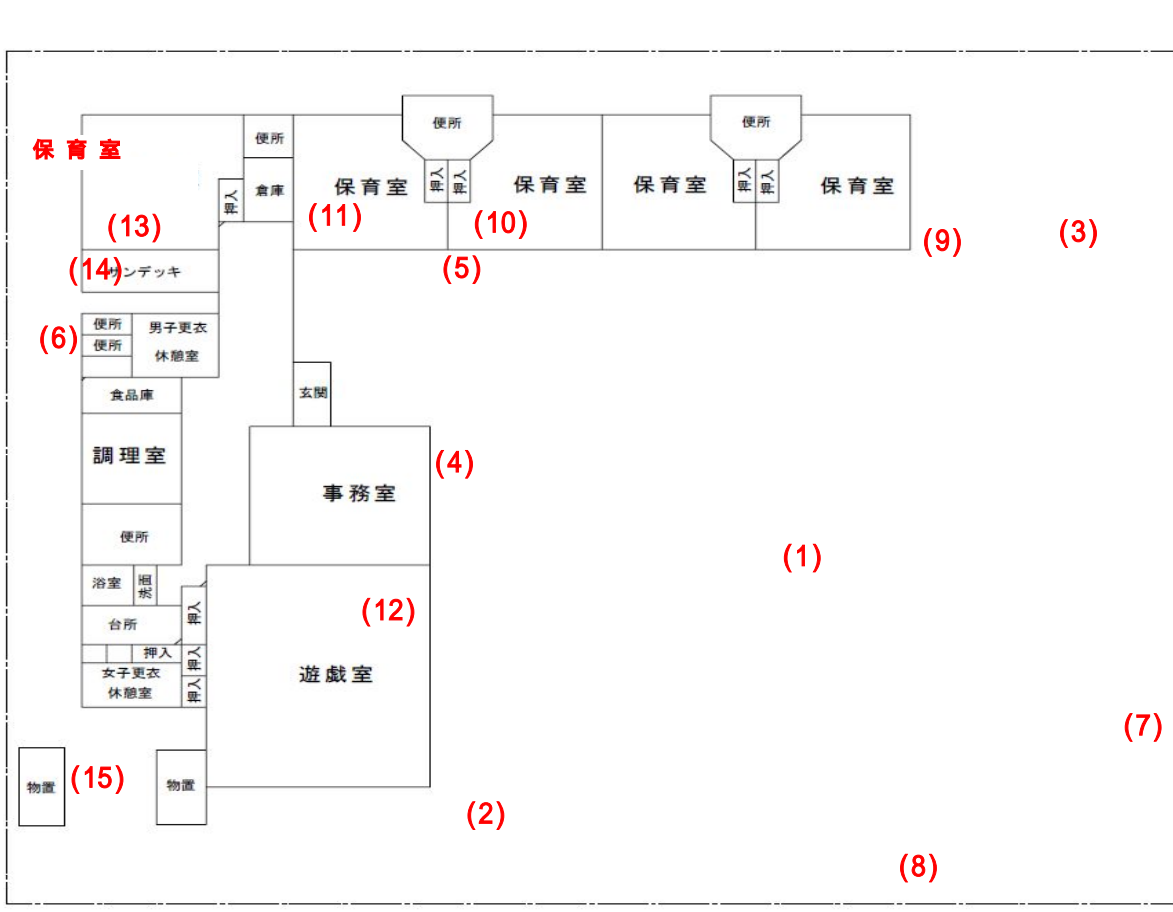 便所
便所
便所
保育室
保育室
押入
押入
保育室
保育室
押入
押入
保育室
押入
倉庫
(13)
(11)
(10)
(9)
(3)
(14)
サンデッキ
(5)
便所
男子更衣
休憩室
(6)
便所
食品庫
玄関
調理室
(4)
事務室
便所
(1)
浴室
洗面
押入
(12)
台所
押入
押入
女子更衣
休憩室
押入
遊戯室
(7)
物置
(15)
物置
(2)
(8)